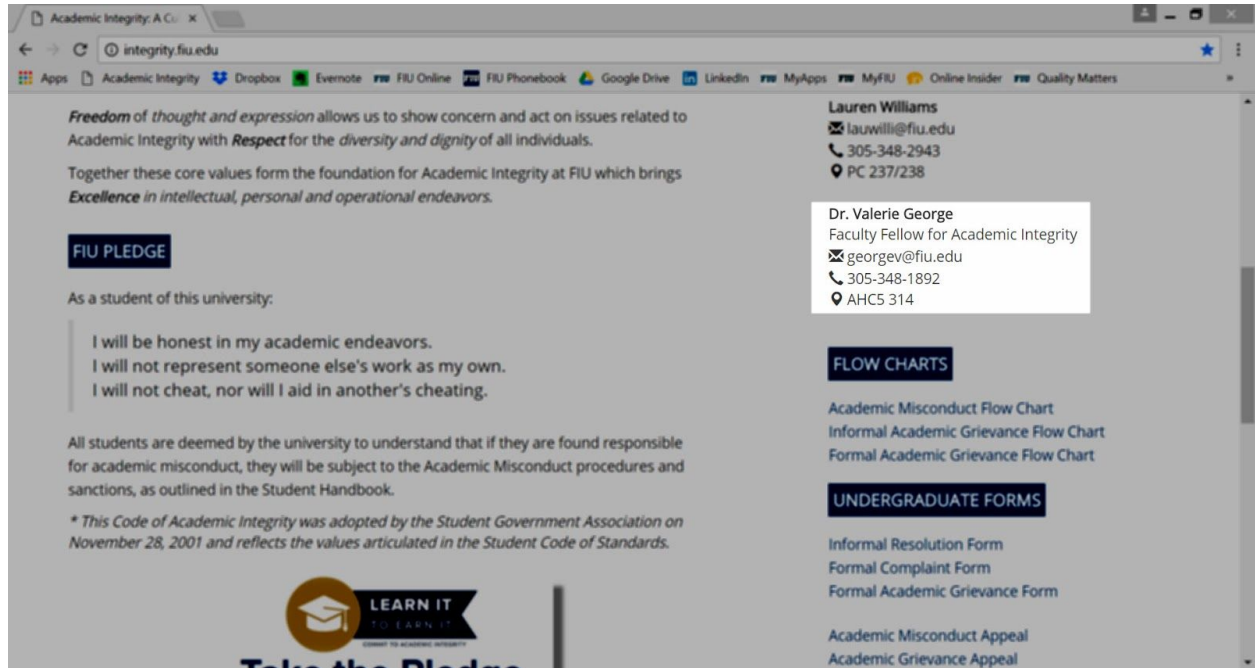 Academic Integrity: A Cu
integrity.fiu.edu
Apps Academic Integrity Dropbox Evernote FIU FIU Online FIU FIU Phonebook Google Drive in LinkedIn FIU MyApps FIU MyFIU Online Insider FIU Quality Matters »
Freedom of thought and expression allows us to show concern and act on issues related to
Academic Integrity with Respect for the diversity and dignity of all individuals.
Together these core values form the foundation for Academic Integrity at FIU which brings
Excellence in intellectual, personal and operational endeavors.
FIU PLEDGE
As a student of this university:
I will be honest in my academic endeavors.
I will not represent someone else's work as my own.
I will not cheat, nor will I aid in another's cheating.
All students are deemed by the university to understand that if they are found responsible
for academic misconduct, they will be subject to the Academic Misconduct procedures and
sanctions, as outlined in the Student Handbook.
* This Code of Academic Integrity was adopted by the Student Government Association on
November 28, 2001 and reflects the values articulated in the Student Code of Standards.
LEARN IT
TO EARN IT
COMMIT TO ACADEMIC INTEGRITY
Take the Pledge
Lauren Williams
lauwilli@fiu.edu
305-348-2943
PC 237/238
Dr. Valerie George
Faculty Fellow for Academic Integrity
georgev@fiu.edu
305-348-1892
AHC5 314
FLOW CHARTS
Academic Misconduct Flow Chart
Informal Academic Grievance Flow Chart
Formal Academic Grievance Flow Chart
UNDERGRADUATE FORMS
Informal Resolution Form
Formal Complaint Form
Formal Academic Grievance Form
Academic Misconduct Appeal
Academic Grievance Appeal